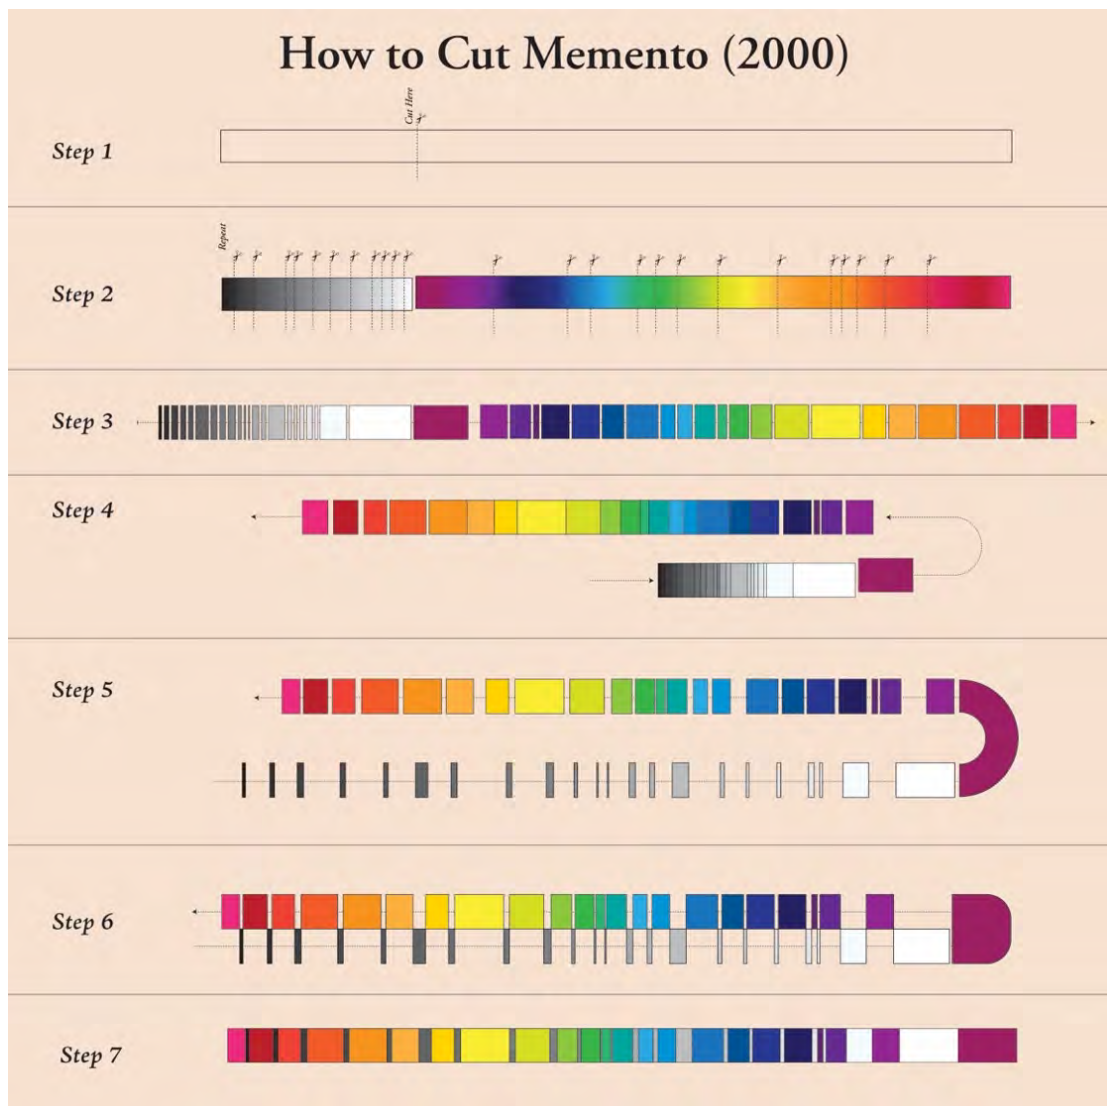 How to Cut Memento (2000)
Cut Here
Step 1
Repeat
Step 2
Step 3
Step 4
Step 5
Step 6
Step 7